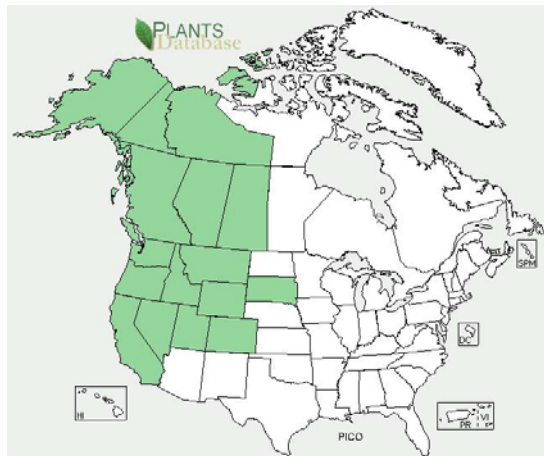 PLANTS
Database
SPM
DC
HI
PR
VI
PICO